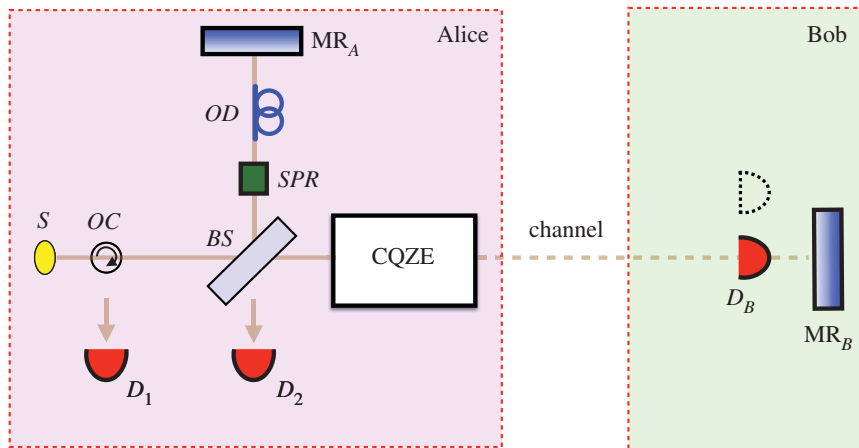 Alice
Bob
MR_A
OD
SPR
S
OC
BS
CQZE
channel
D_B
MR_B
D_1
D_2